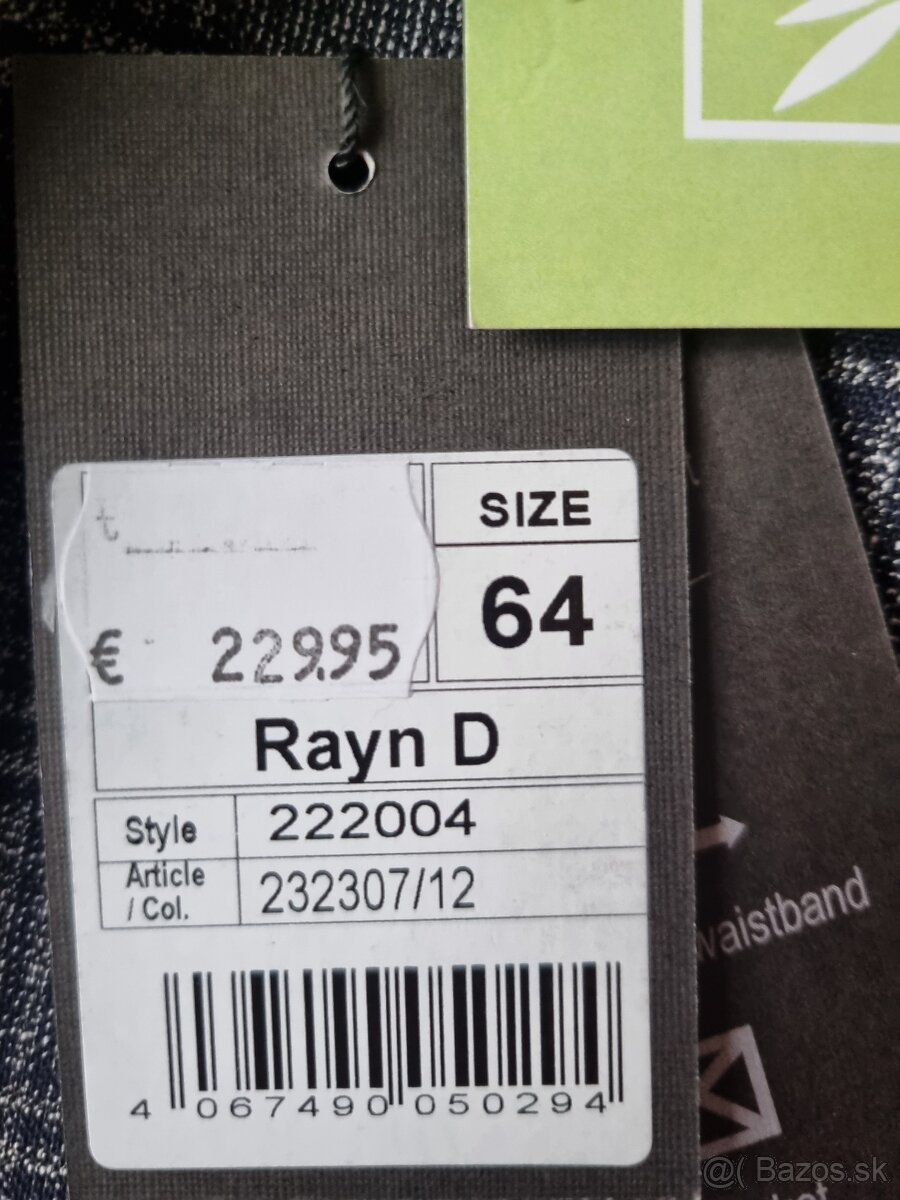 SIZE
64
€ 229.95
Rayn D
Style 222004
Article
/ Col. 232307/12
4 067490 050294
waistband
@( Bazos.sk